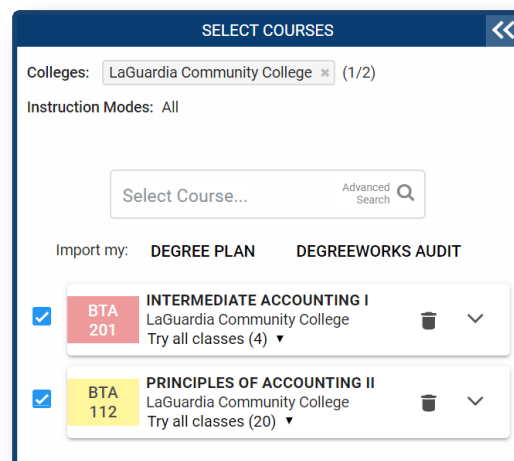 SELECT COURSES
Colleges: LaGuardia Community College × (1/2)
Instruction Modes: All
Select Course... Advanced Search
Import my: DEGREE PLAN DEGREEWORKS AUDIT
BTA 201
INTERMEDIATE ACCOUNTING I
LaGuardia Community College
Try all classes (4) ▼
BTA 112
PRINCIPLES OF ACCOUNTING II
LaGuardia Community College
Try all classes (20) ▼